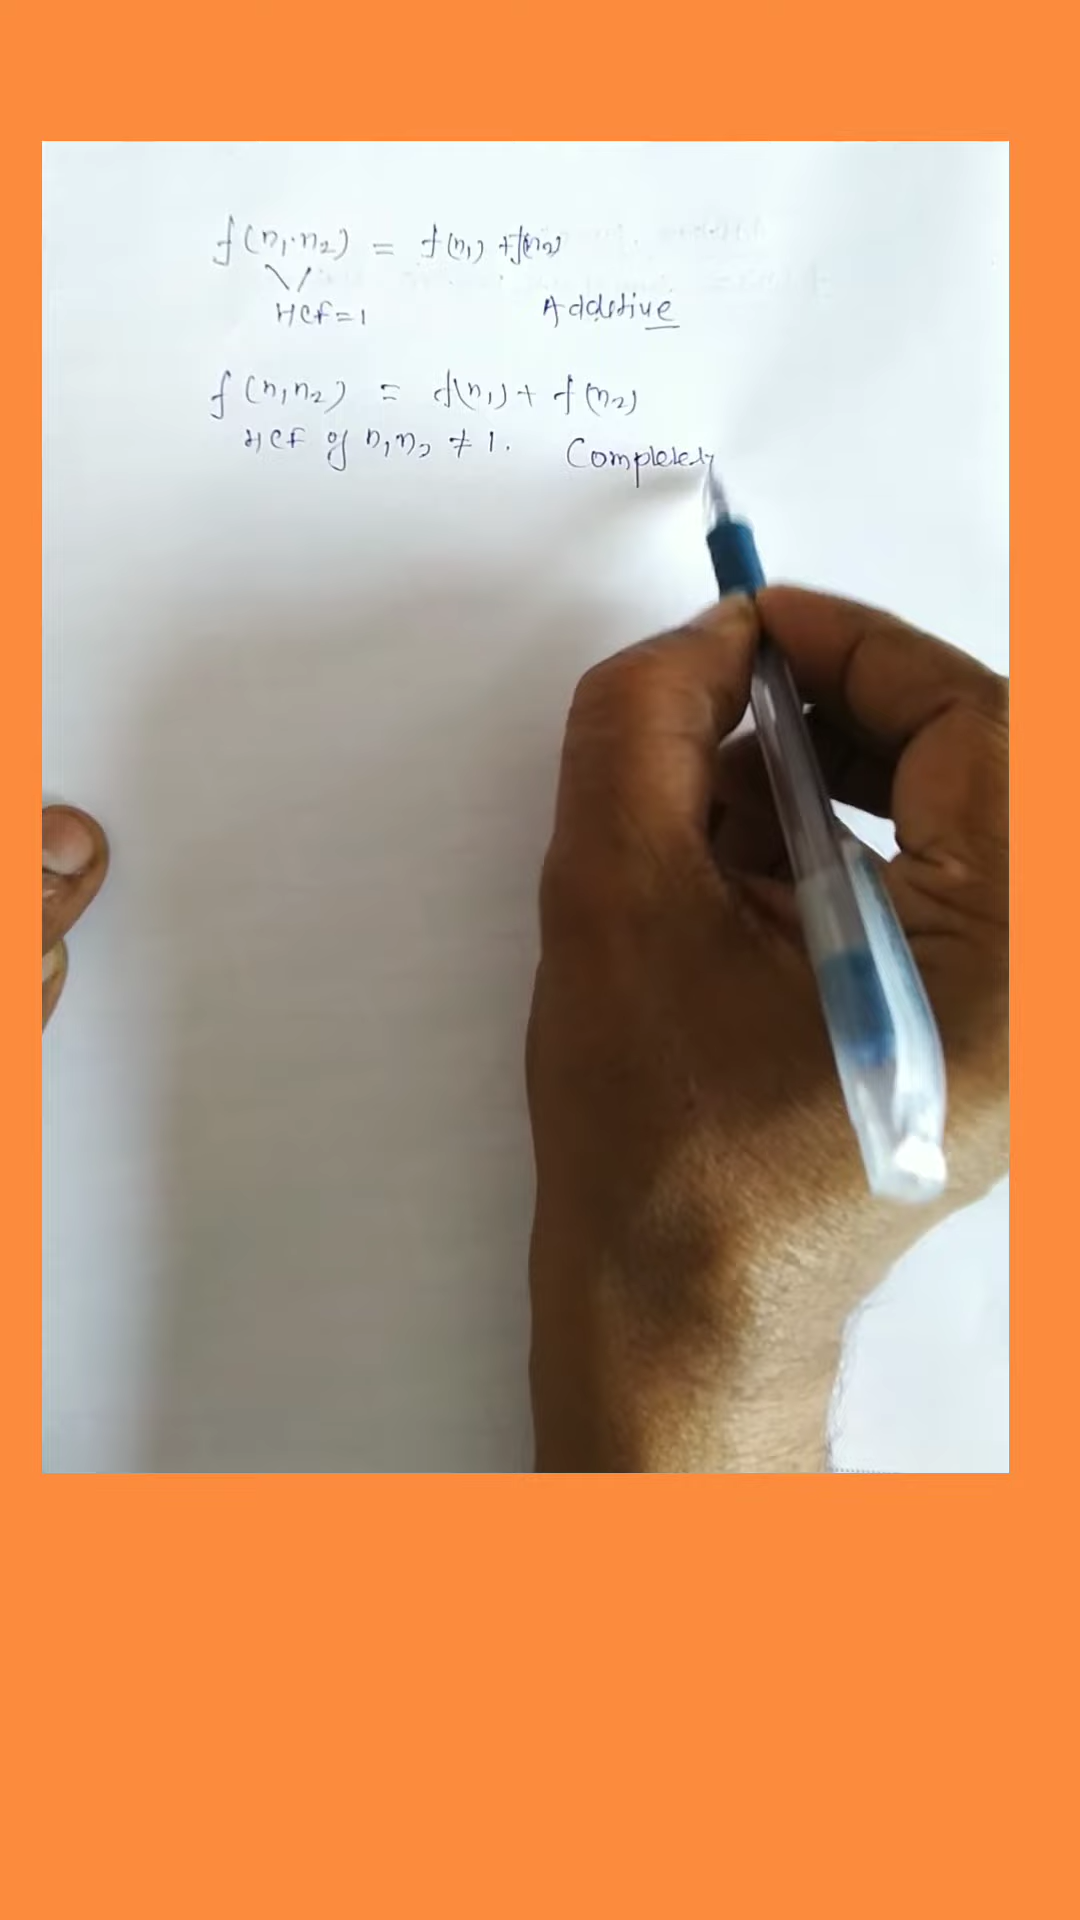 f(n₁·n₂) = f(n₁) + f(n₂)
HCF = 1 Additive
f(n₁n₂) = f(n₁) + f(n₂)
HCF of n₁n₂ ≠ 1. Completely